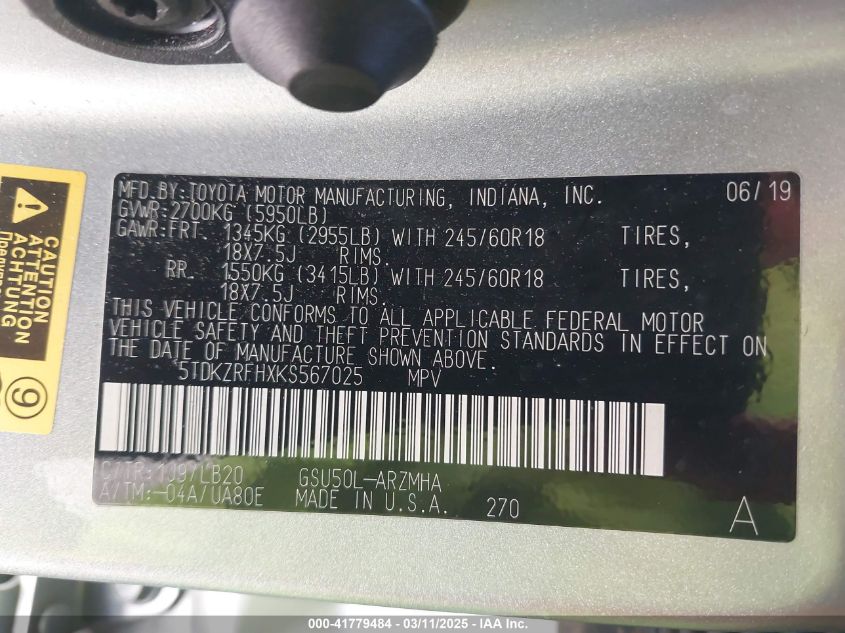 CAUTION
ATTENTION
ACHTUNG
9
MFD.BY:TOYOTA MOTOR MANUFACTURING, INDIANA, INC. 06/19
GVWR:2700KG (5950LB)
GAWR:FRT. 1345KG (2955LB) WITH 245/60R18 TIRES,
18X7.5J RIMS.
RR. 1550KG (3415LB) WITH 245/60R18 TIRES,
18X7.5J RIMS.
THIS VEHICLE CONFORMS TO ALL APPLICABLE FEDERAL MOTOR
VEHICLE SAFETY AND THEFT PREVENTION STANDARDS IN EFFECT ON
THE DATE OF MANUFACTURE SHOWN ABOVE.
5TDKZRFHXKS567025 MPV
C/TR:1J9/LB20 GSU50L-ARZMHA
A/TM:-04A/UA80E MADE IN U.S.A. 270 A
000-41779484 - 03/11/2025 - IAA Inc.